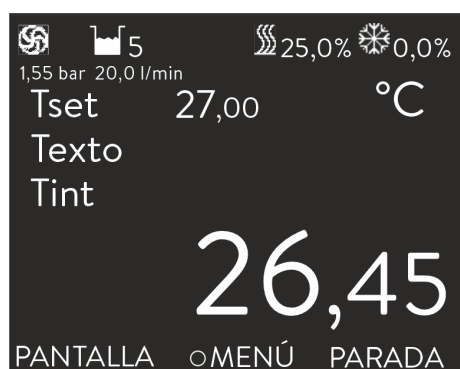 5 25,0% 0,0%
1,55 bar 20,0 l/min
Tset 27,00 °C
Texto
Tint
26,45
PANTALLA ○MENÚ PARADA